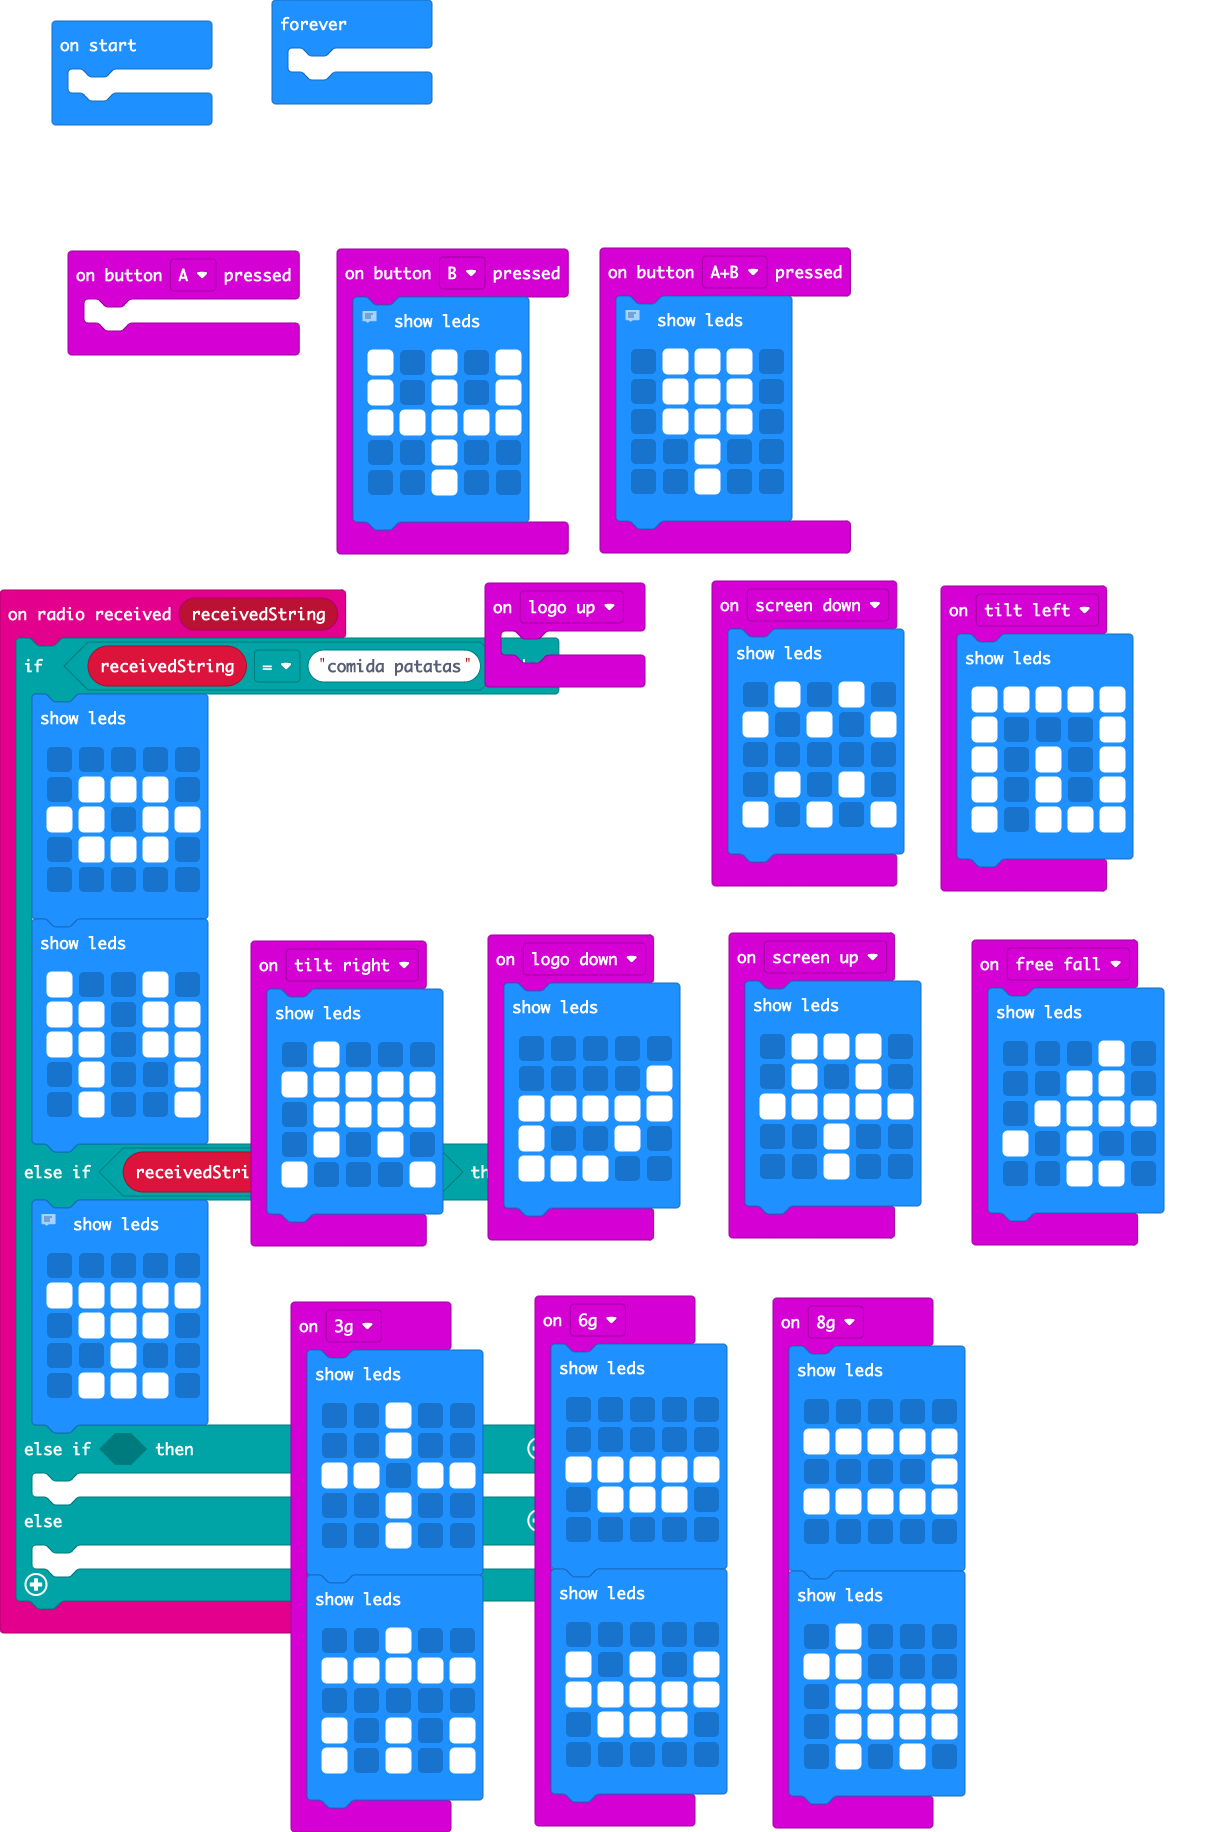 on start
forever
on button A pressed
on button B pressed
show leds
on button A+B pressed
show leds
on radio received receivedString
if receivedString = "comida patatas"
show leds
show leds
else if
show leds
else if then
else
on logo up
on screen down
show leds
on tilt left
show leds
on tilt right
show leds
on logo down
show leds
on screen up
show leds
on free fall
show leds
on 3g
show leds
show leds
on 6g
show leds
show leds
on 8g
show leds
show leds